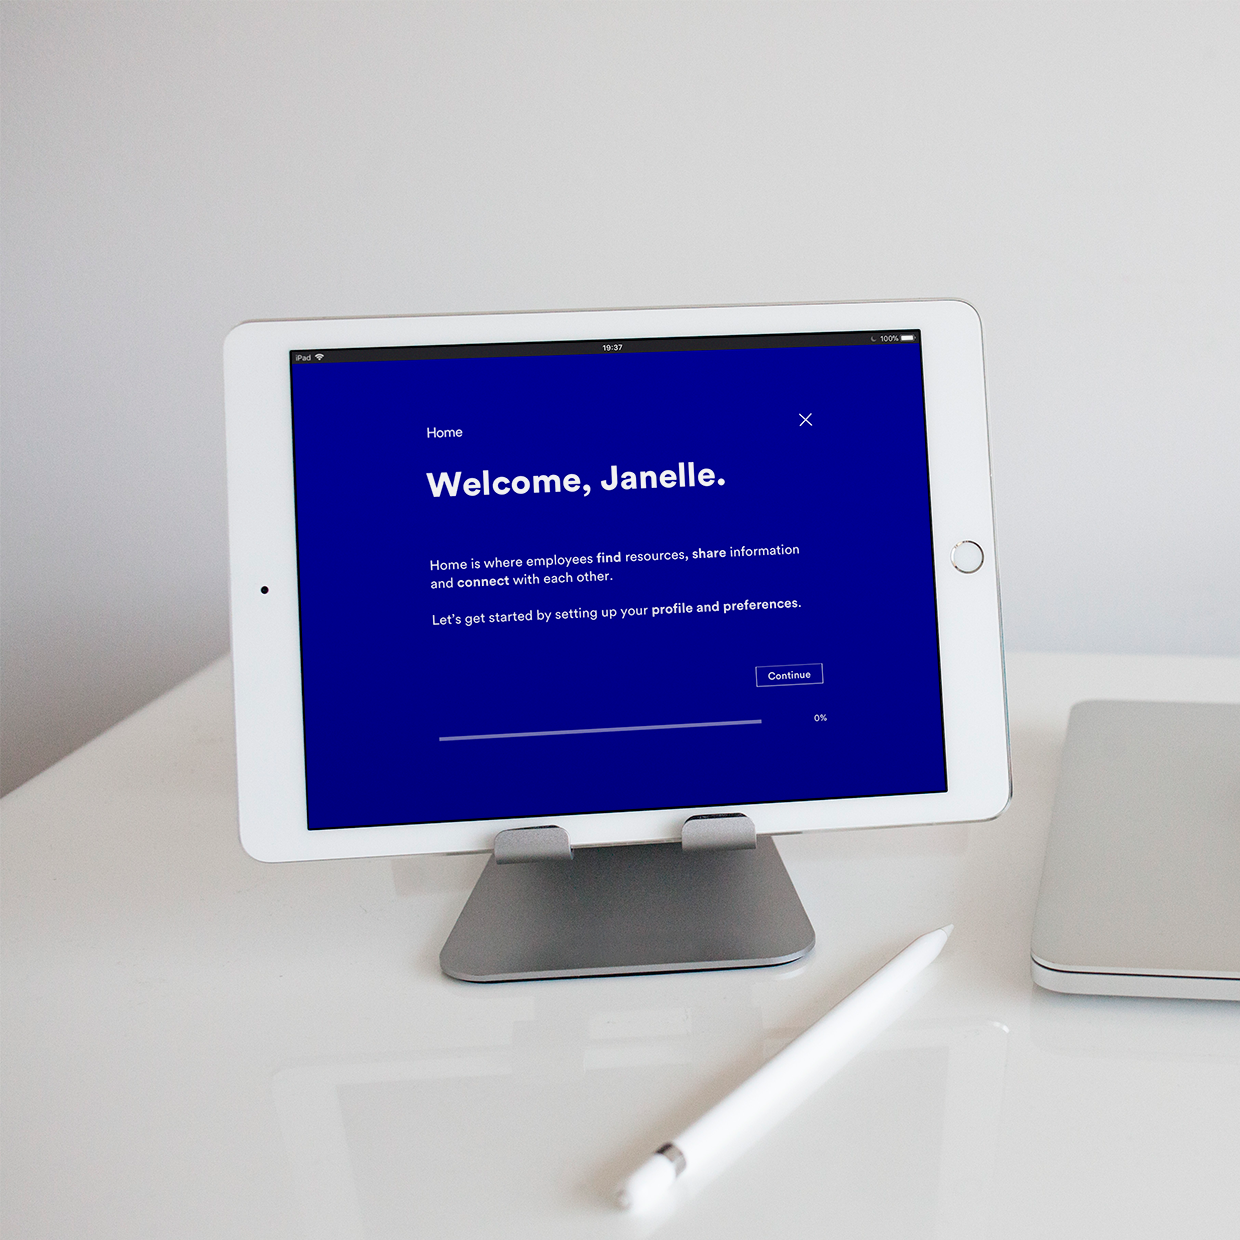 iPad 19:37 100%
Home
Welcome, Janelle.
Home is where employees find resources, share information
and connect with each other.
Let's get started by setting up your profile and preferences.
Continue
0%